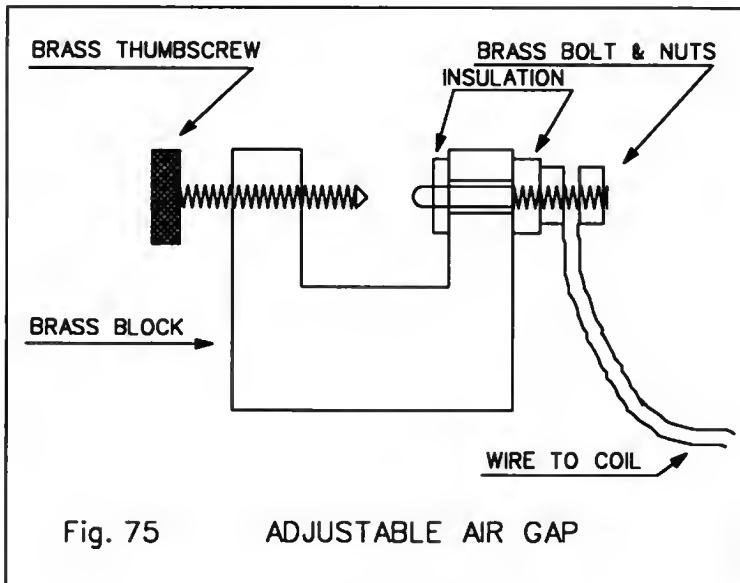 BRASS THUMBSCREW
BRASS BOLT & NUTS
INSULATION
BRASS BLOCK
WIRE TO COIL
Fig. 75 ADJUSTABLE AIR GAP